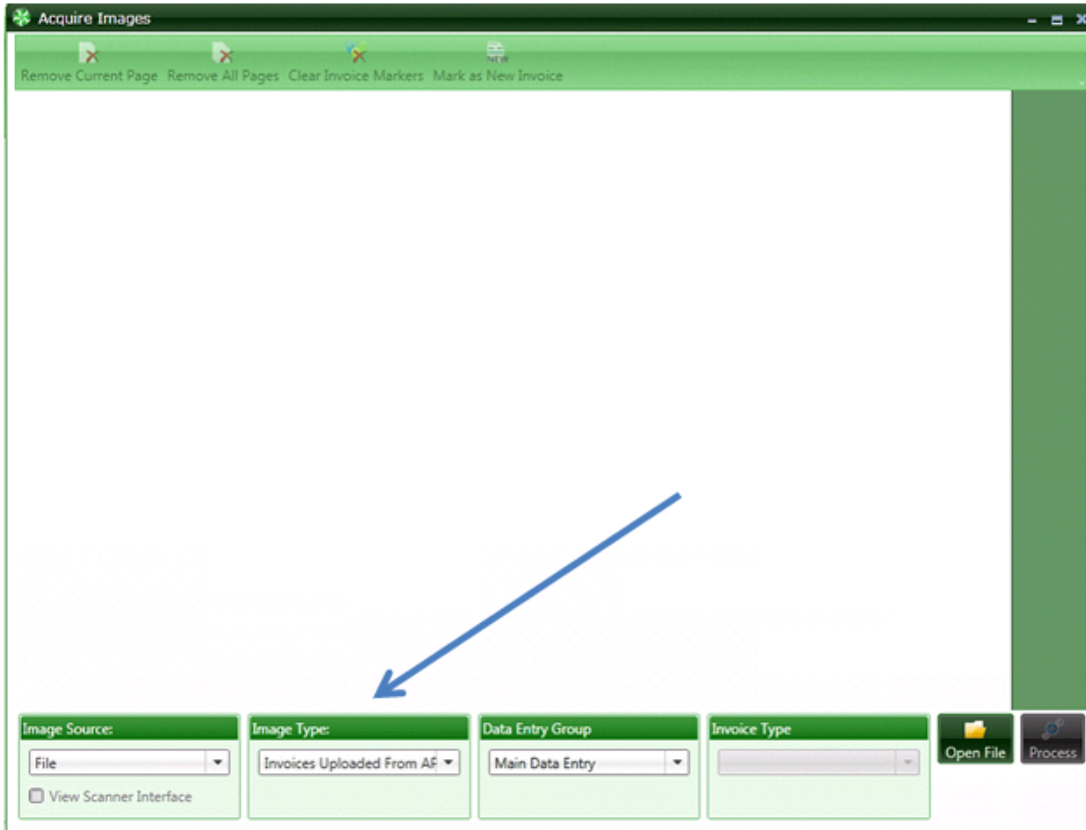 Acquire Images
Remove Current Page Remove All Pages Clear Invoice Markers Mark as New Invoice
NEW
Image Source: Image Type: Data Entry Group Invoice Type
File Invoices Uploaded From AP Main Data Entry Open File Process
View Scanner Interface